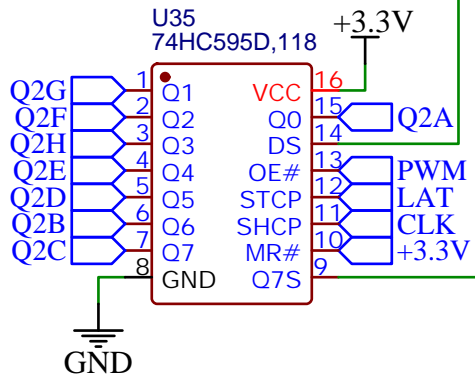 U35
74HC595D,118
+3.3V
Q2G 1 Q1 VCC 16
Q2F 2 Q2 Q0 15 Q2A
Q2H 3 Q3 DS 14
Q2E 4 Q4 OE# 13 PWM
Q2D 5 Q5 STCP 12 LAT
Q2B 6 Q6 SHCP 11 CLK
Q2C 7 Q7 MR# 10 +3.3V
8 GND Q7S 9
GND